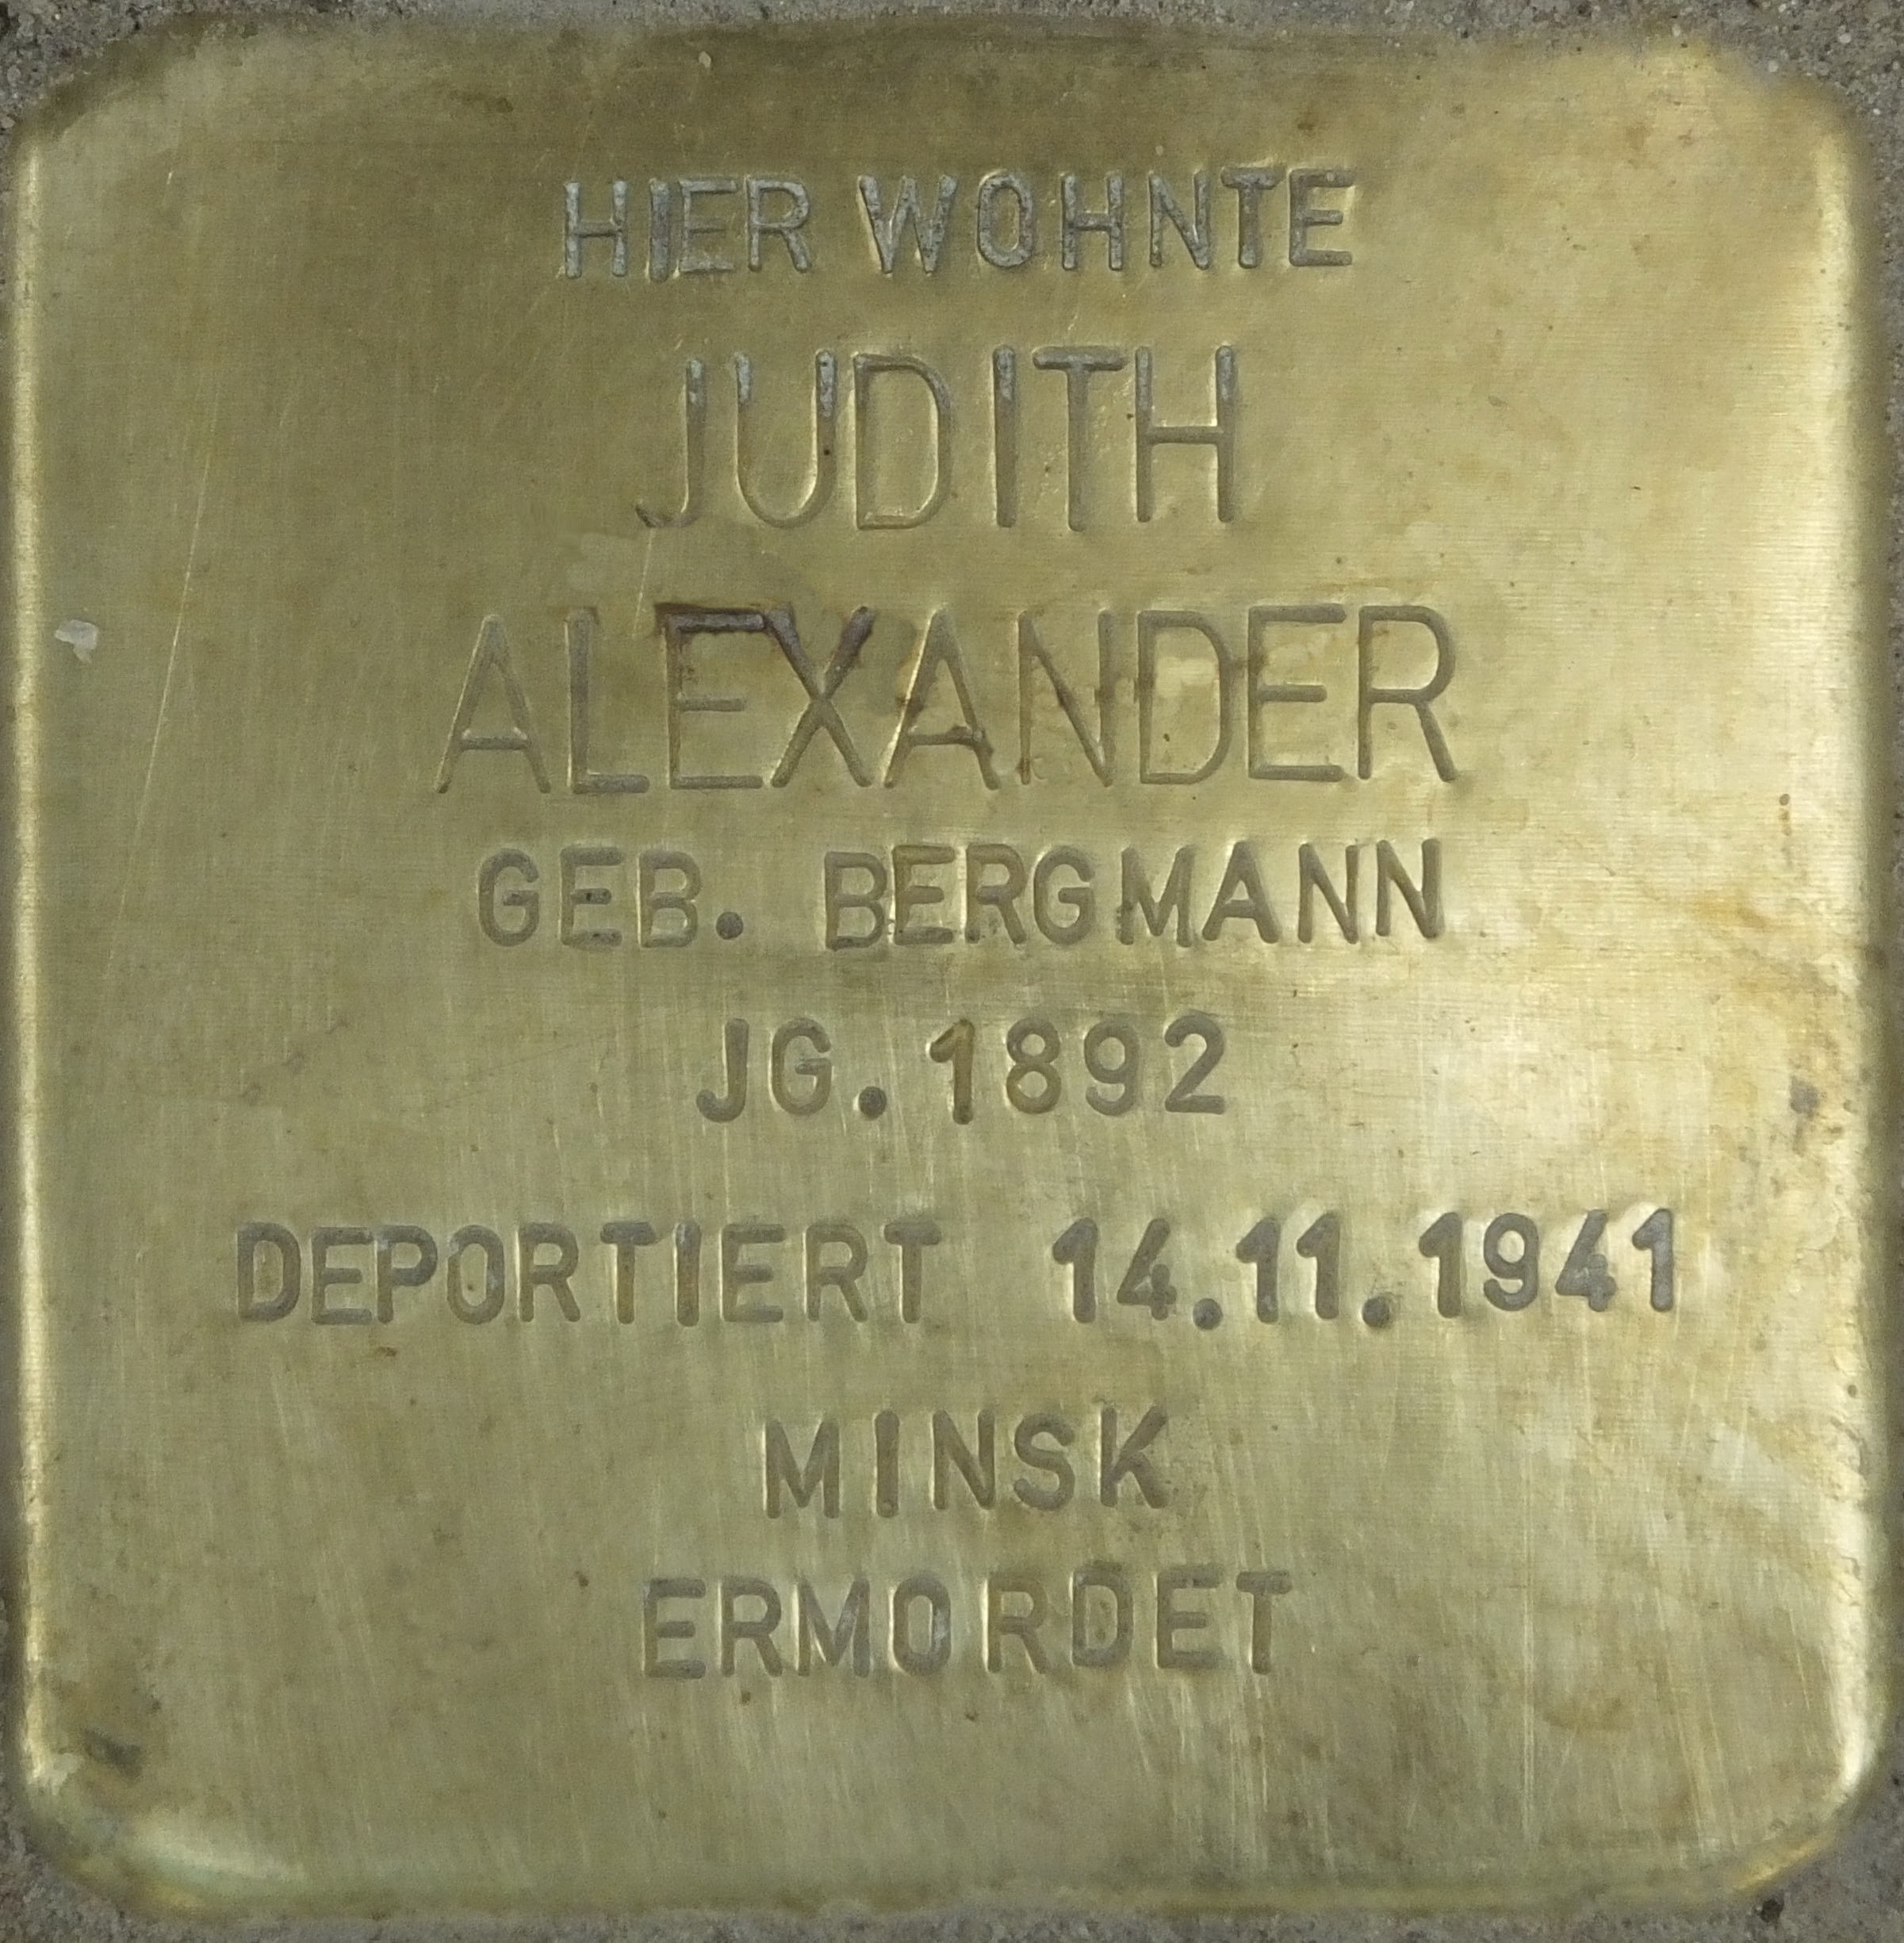 HIER WOHNTE
JUDITH
ALEXANDER
GEB. BERGMANN
JG. 1892
DEPORTIERT 14.11.1941
MINSK
ERMORDET